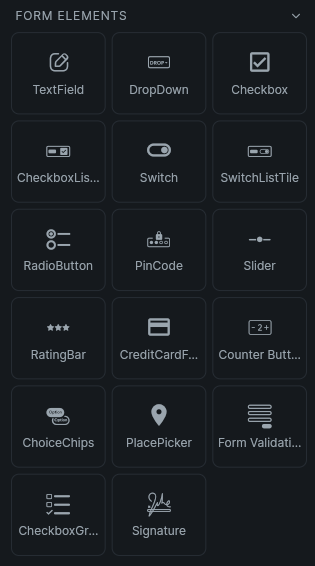 FORM ELEMENTS
DROP
TextField
DropDown
Checkbox
CheckboxLis...
Switch
SwitchListTile
RadioButton
PinCode
Slider
- 2 +
RatingBar
CreditCardF...
Counter Butt...
Option
Option
ChoiceChips
PlacePicker
Form Validati...
CheckboxGr...
Signature